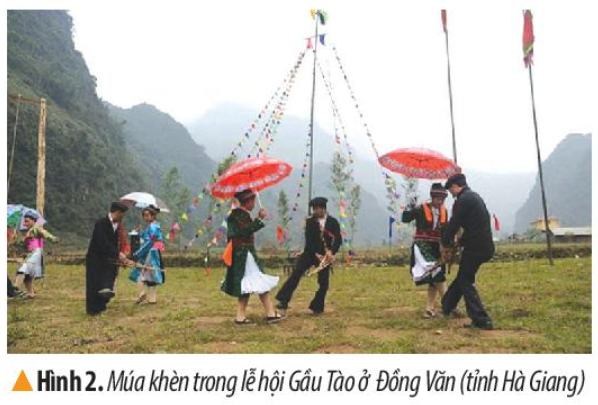 ▲ Hình 2. Múa khèn trong lễ hội Gầu Tào ở Đồng Văn (tỉnh Hà Giang)